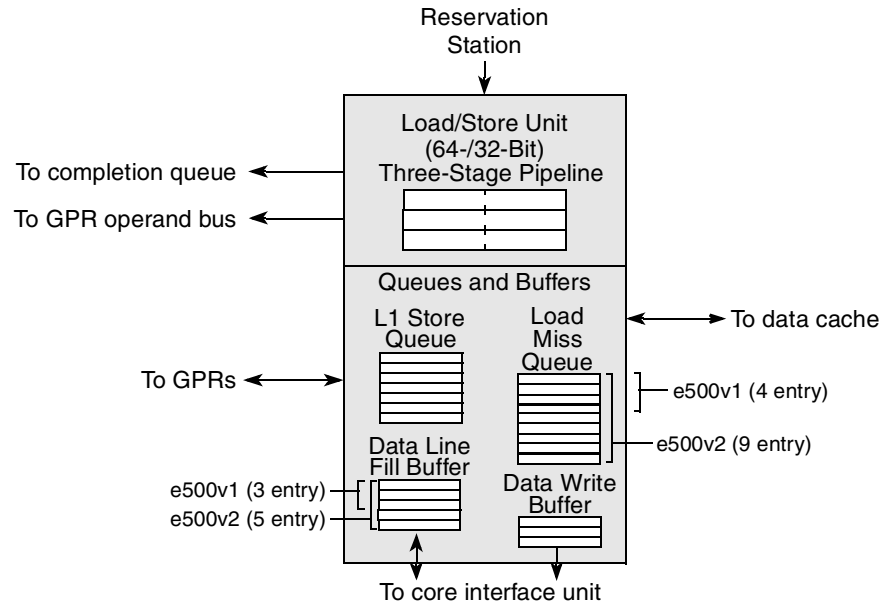 Reservation
Station
Load/Store Unit
(64-/32-Bit)
Three-Stage Pipeline
To completion queue
To GPR operand bus
Queues and Buffers
L1 Store
Queue
Load
Miss
Queue
To data cache
To GPRs
e500v1 (4 entry)
e500v2 (9 entry)
Data Line
Fill Buffer
Data Write
Buffer
e500v1 (3 entry)
e500v2 (5 entry)
To core interface unit